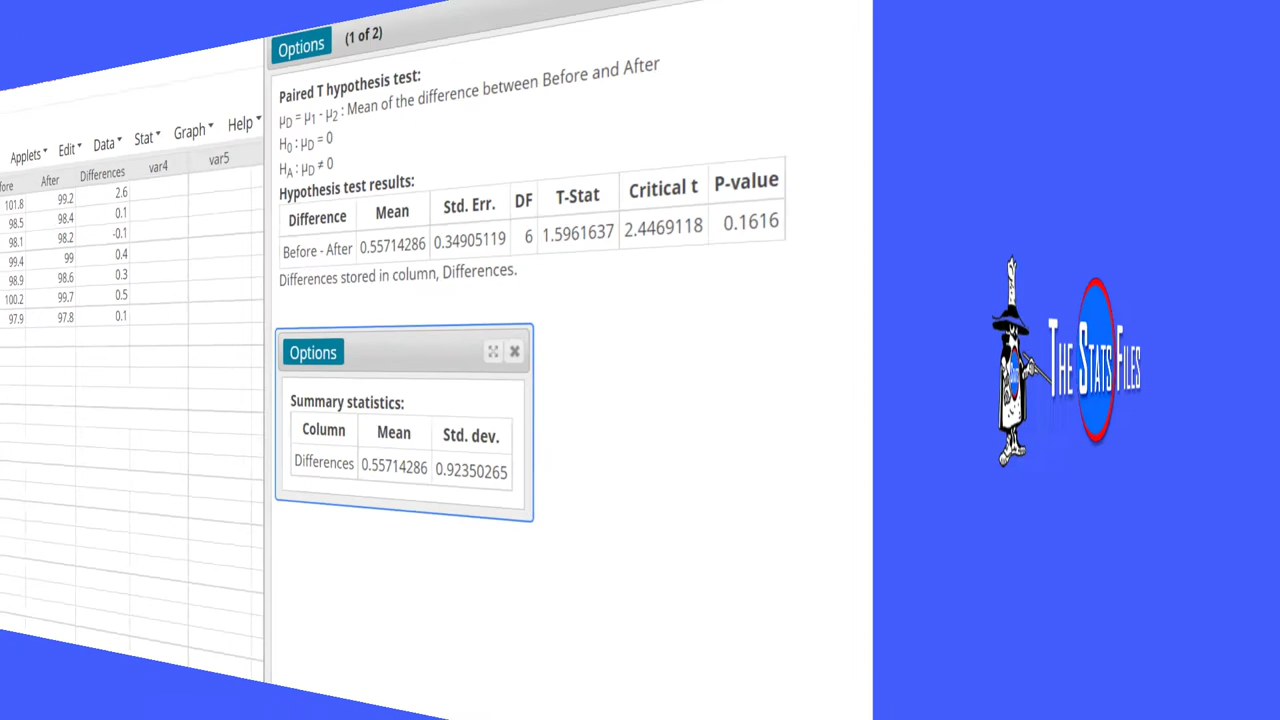 Applets Edit Data Stat Graph Help
After Differences var4 var5
101.8 99.2 2.6
98.5 98.4 0.1
98.1 98.2 -0.1
99.4 99 0.4
98.9 98.6 0.3
100.2 99.7 0.5
97.9 97.8 0.1
Options (1 of 2)
Paired T hypothesis test:
μD = μ1 - μ2 : Mean of the difference between Before and After
H0 : μD = 0
HA : μD ≠ 0
Hypothesis test results:
Difference Mean Std. Err. DF T-Stat Critical t P-value
Before - After 0.55714286 0.34905119 6 1.5961637 2.4469118 0.1616
Differences stored in column, Differences.
Options
Summary statistics:
Column Mean Std. dev.
Differences 0.55714286 0.92350265
The Stats Files